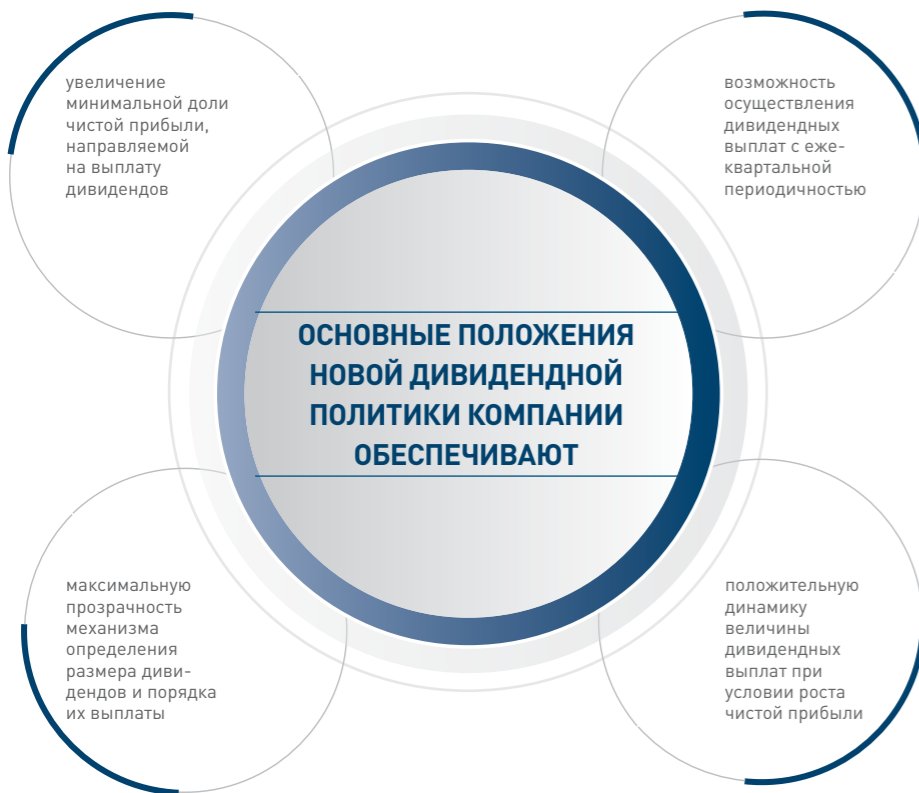 увеличение
минимальной доли
чистой прибыли,
направляемой
на выплату
дивидендов
возможность
осуществления
дивидендных
выплат с еже-
квартальной
периодичностью
ОСНОВНЫЕ ПОЛОЖЕНИЯ
НОВОЙ ДИВИДЕНДНОЙ
ПОЛИТИКИ КОМПАНИИ
ОБЕСПЕЧИВАЮТ
максимальную
прозрачность
механизма
определения
размера диви-
дендов и порядка
их выплаты
положительную
динамику
величины
дивидендных
выплат при
условии роста
чистой прибыли